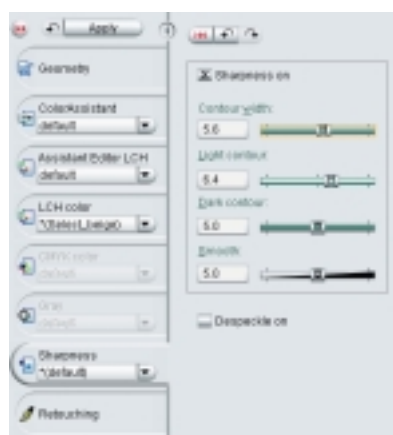 Apply
Geometry
ColorAssistant
default
Assistant Editor LCH
default
LCH color
CMYK color
default
Gray
default
Sharpness
*(default)
Retouching
Sharpness on
Contour width:
5.6
Light contour:
6.4
Dark contour:
5.0
Smooth:
5.0
Despeckle on